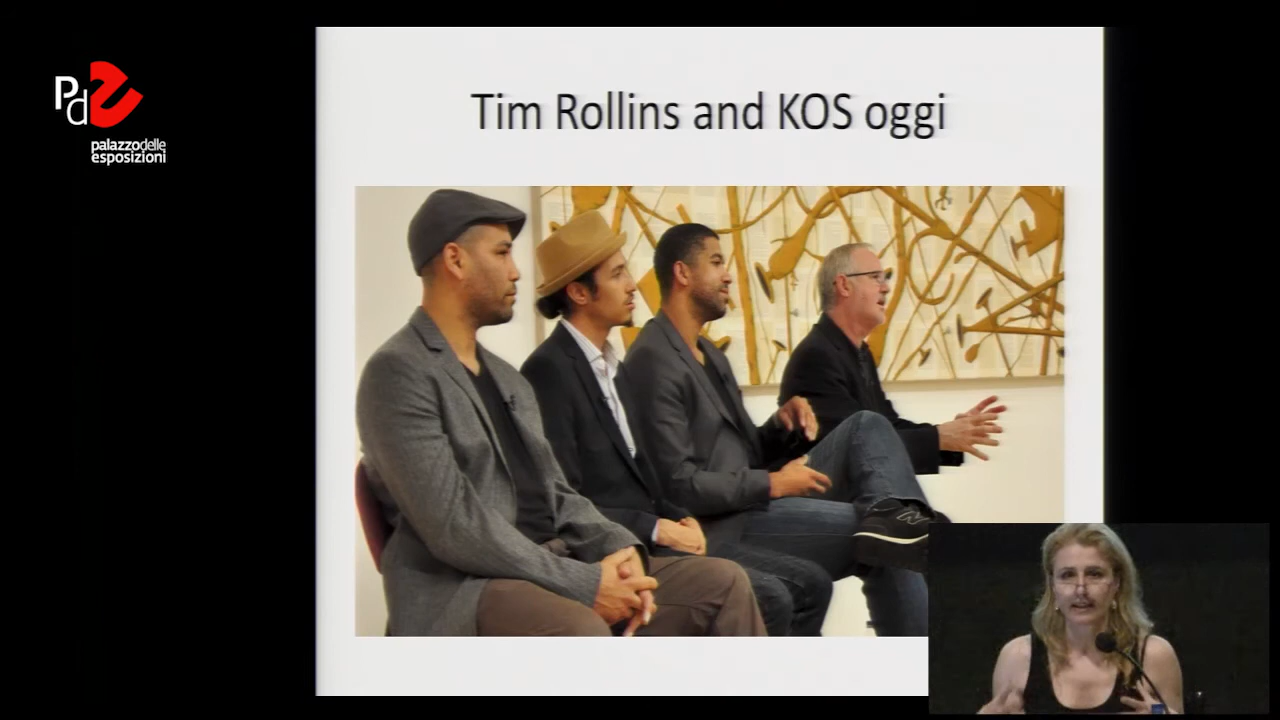 Pd
palazzodelle
esposizioni
Tim Rollins and KOS oggi